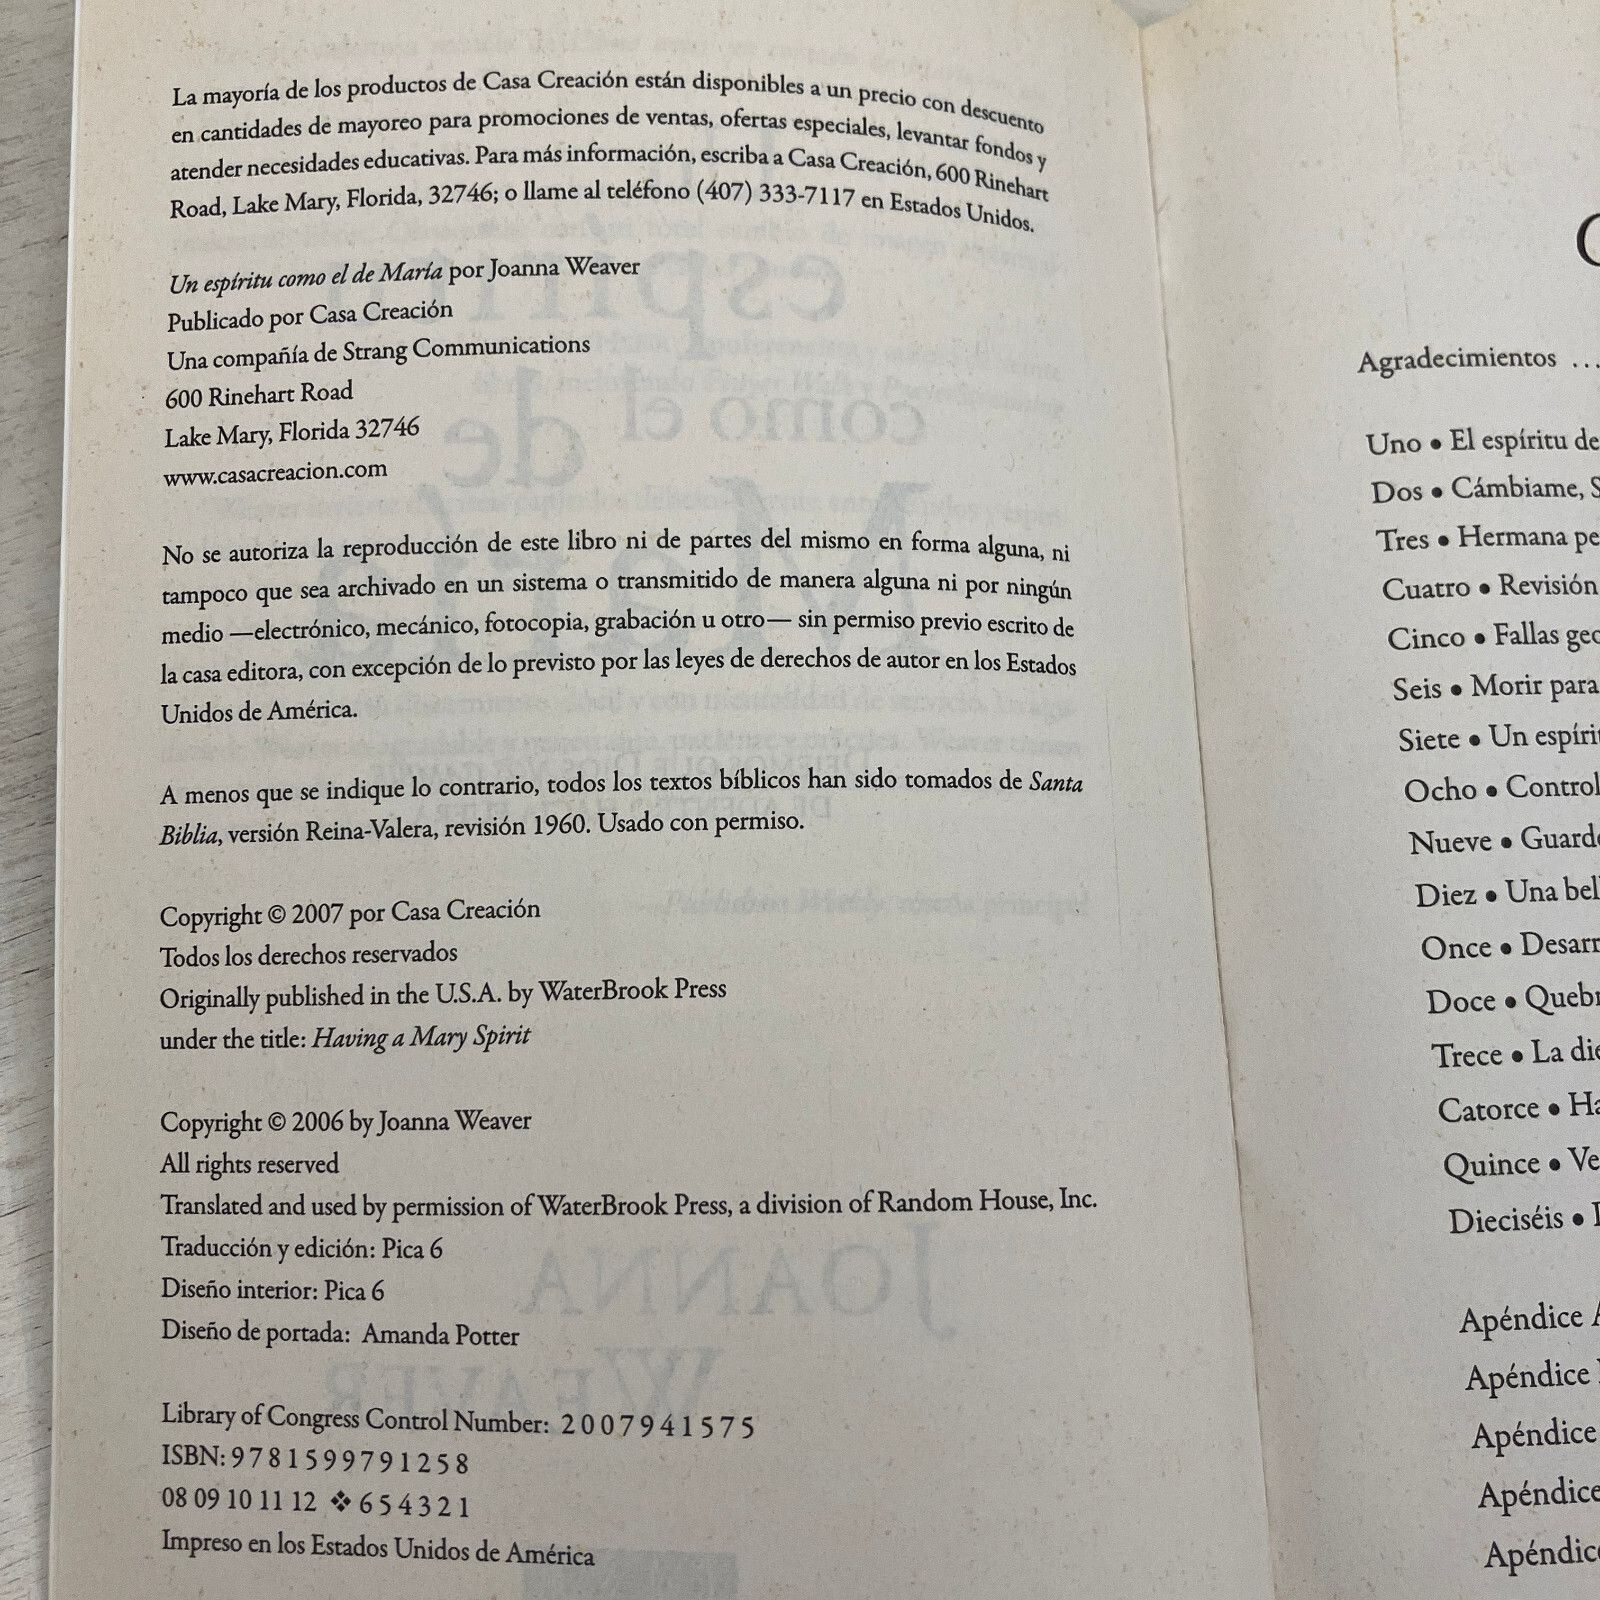 La mayoría de los productos de Casa Creación están disponibles a un precio con descuento
en cantidades de mayoreo para promociones de ventas, ofertas especiales, levantar fondos y
atender necesidades educativas. Para más información, escriba a Casa Creación, 600 Rinehart
Road, Lake Mary, Florida, 32746; o llame al teléfono (407) 333-7117 en Estados Unidos.
Un espíritu como el de María por Joanna Weaver
Publicado por Casa Creación
Una compañía de Strang Communications
600 Rinehart Road
Lake Mary, Florida 32746
www.casacreacion.com
No se autoriza la reproducción de este libro ni de partes del mismo en forma alguna, ni
tampoco que sea archivado en un sistema o transmitido de manera alguna ni por ningún
medio —electrónico, mecánico, fotocopia, grabación u otro— sin permiso previo escrito de
la casa editora, con excepción de lo previsto por las leyes de derechos de autor en los Estados
Unidos de América.
A menos que se indique lo contrario, todos los textos bíblicos han sido tomados de Santa
Biblia, versión Reina-Valera, revisión 1960. Usado con permiso.
Copyright © 2007 por Casa Creación
Todos los derechos reservados
Originally published in the U.S.A. by WaterBrook Press
under the title: Having a Mary Spirit
Copyright © 2006 by Joanna Weaver
All rights reserved
Translated and used by permission of WaterBrook Press, a division of Random House, Inc.
Traducción y edición: Pica 6
Diseño interior: Pica 6
Diseño de portada: Amanda Potter
Library of Congress Control Number: 2007941575
ISBN: 9781599791258
08 09 10 11 12 ❖ 6 5 4 3 2 1
Impreso en los Estados Unidos de América
Agradecimientos ...
Uno • El espíritu de
Dos • Cámbiame, S
Tres • Hermana pe
Cuatro • Revisión
Cinco • Fallas geo
Seis • Morir para
Siete • Un espíri
Ocho • Control
Nueve • Guard
Diez • Una bel
Once • Desarr
Doce • Quebr
Trece • La die
Catorce • Ha
Quince • Ve
Dieciséis •
Apéndice A
Apéndice
Apéndice
Apéndice
Apéndic